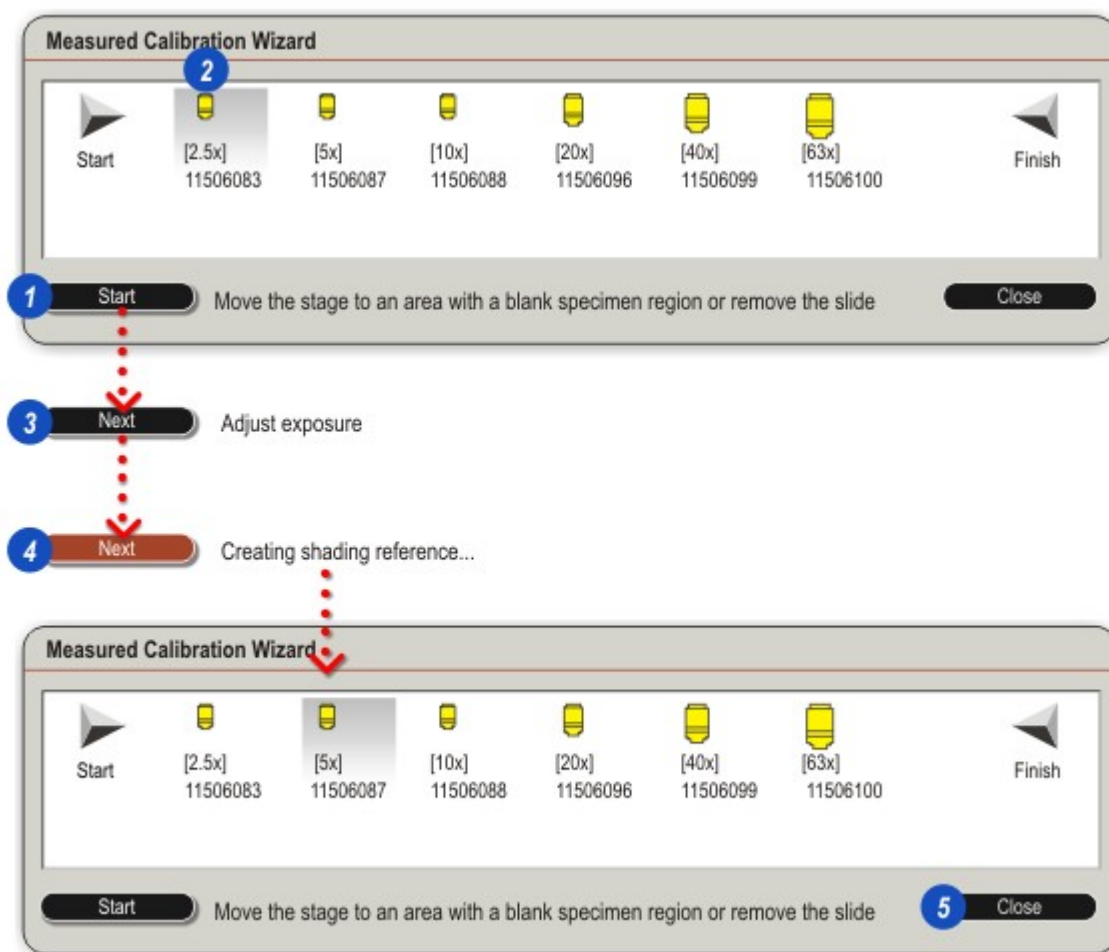 Measured Calibration Wizard
2
Start
[2.5x]
11506083
[5x]
11506087
[10x]
11506088
[20x]
11506096
[40x]
11506099
[63x]
11506100
Finish
1 Start Move the stage to an area with a blank specimen region or remove the slide Close
3 Next Adjust exposure
4 Next Creating shading reference...
Measured Calibration Wizard
Start
[2.5x]
11506083
[5x]
11506087
[10x]
11506088
[20x]
11506096
[40x]
11506099
[63x]
11506100
Finish
Start Move the stage to an area with a blank specimen region or remove the slide 5 Close